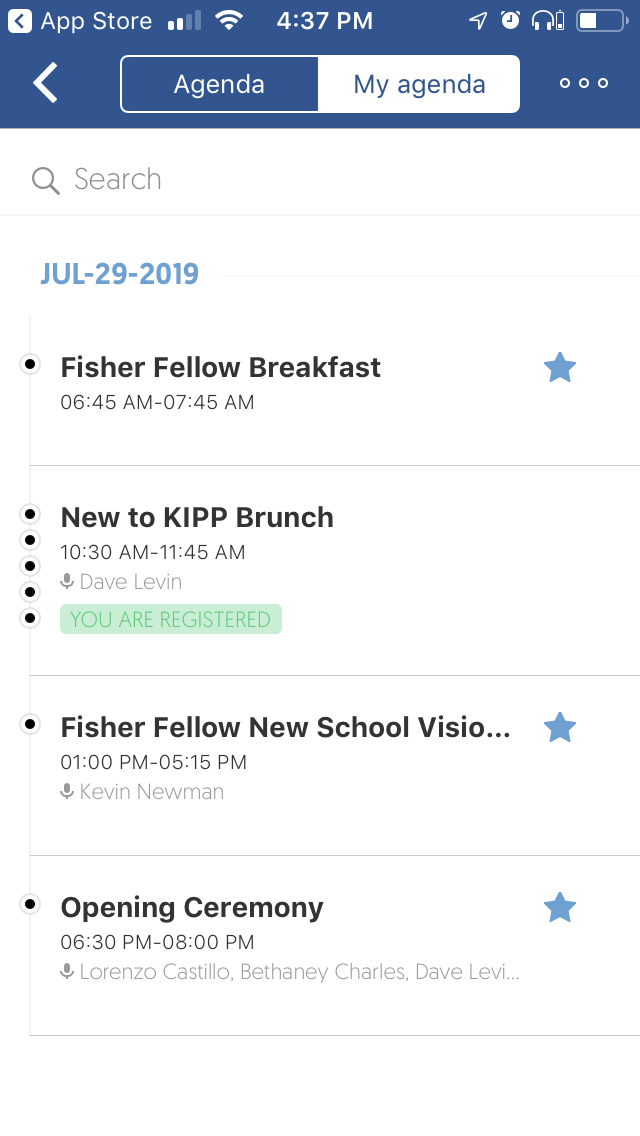 App Store 4:37 PM
Agenda My agenda
Search
JUL-29-2019
Fisher Fellow Breakfast
06:45 AM-07:45 AM
New to KIPP Brunch
10:30 AM-11:45 AM
Dave Levin
YOU ARE REGISTERED
Fisher Fellow New School Visio...
01:00 PM-05:15 PM
Kevin Newman
Opening Ceremony
06:30 PM-08:00 PM
Lorenzo Castillo, Bethaney Charles, Dave Levi...